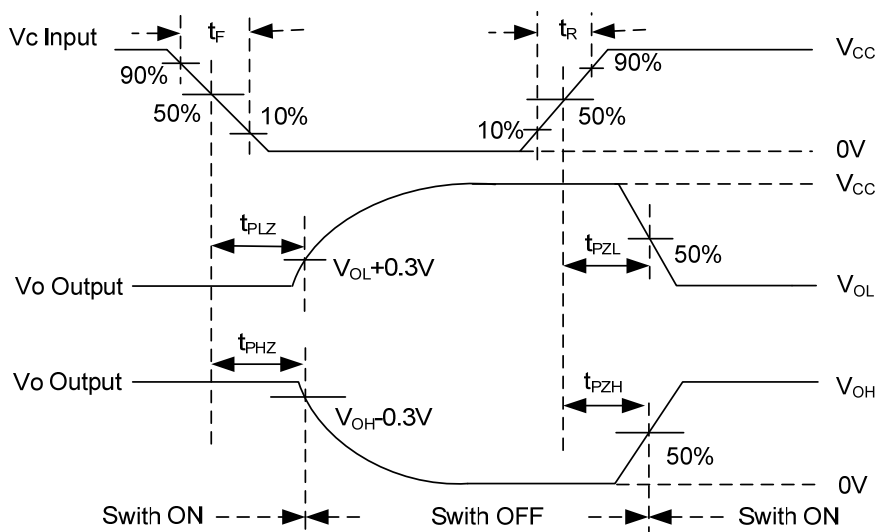 Vc Input
tF
tR
VCC
90%
90%
50%
10%
10%
50%
0V
VCC
tPLZ
tPZL
50%
VOL+0.3V
Vo Output
VOL
tPHZ
Vo Output
tPZH
VOH
VOH-0.3V
50%
0V
Swith ON
Swith OFF
Swith ON